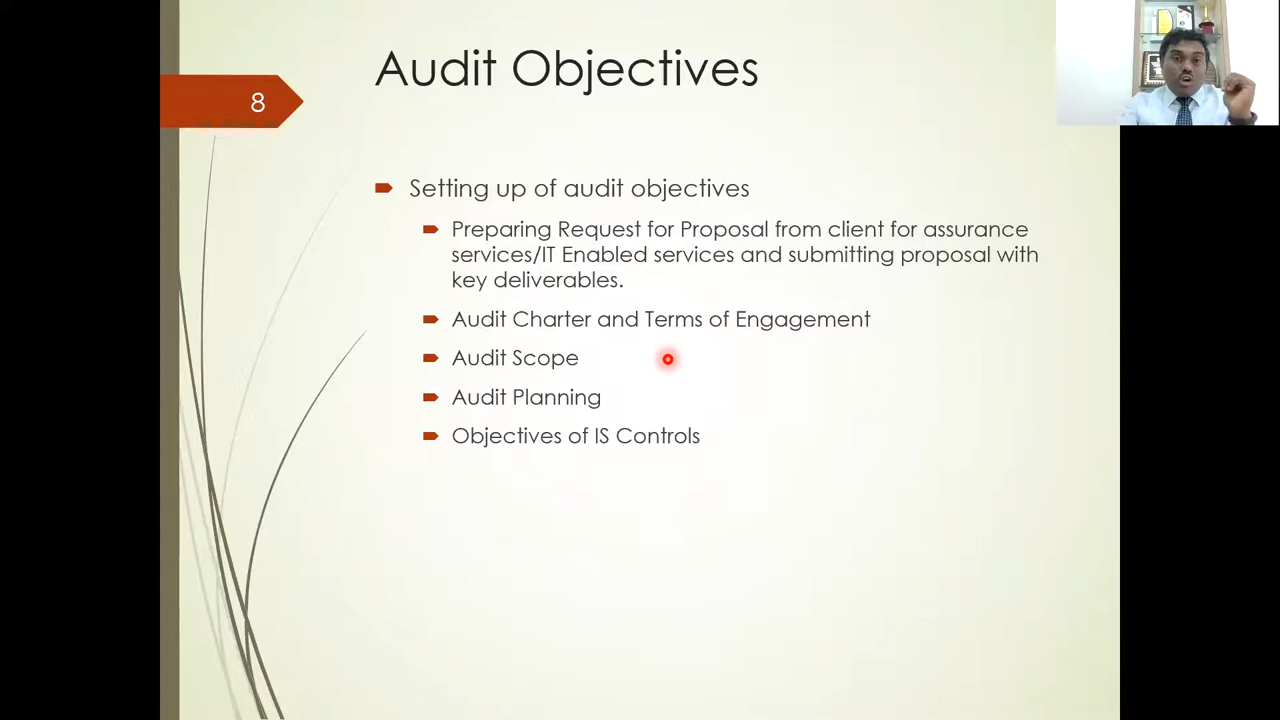 Audit Objectives
8
Setting up of audit objectives
Preparing Request for Proposal from client for assurance
services/IT Enabled services and submitting proposal with
key deliverables.
Audit Charter and Terms of Engagement
Audit Scope
Audit Planning
Objectives of IS Controls